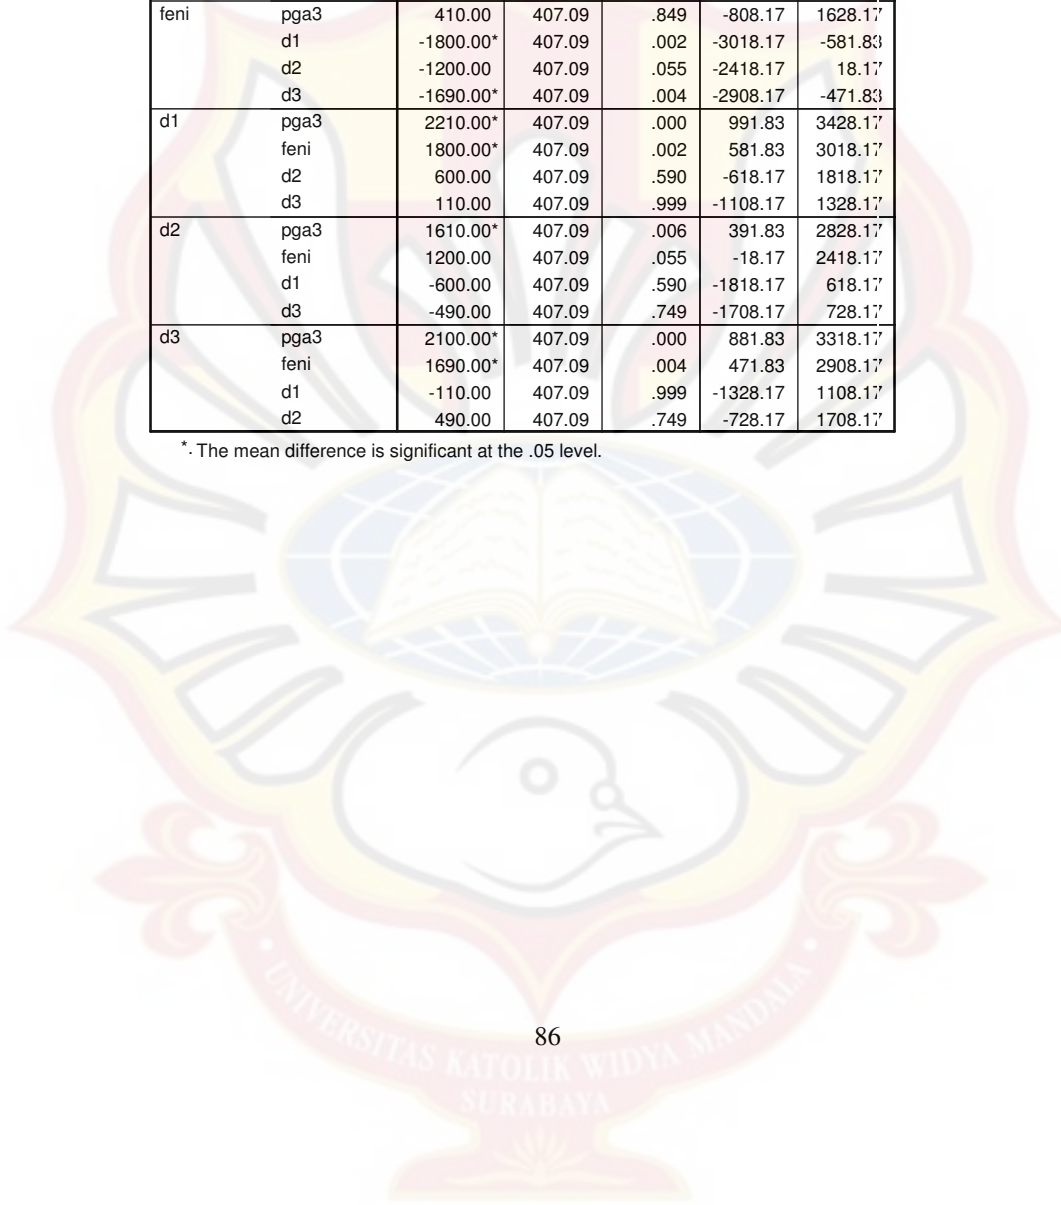 feni pga3 410.00 407.09 .849 -808.17 1628.17
d1 -1800.00* 407.09 .002 -3018.17 -581.83
d2 -1200.00 407.09 .055 -2418.17 18.17
d3 -1690.00* 407.09 .004 -2908.17 -471.83
d1 pga3 2210.00* 407.09 .000 991.83 3428.17
feni 1800.00* 407.09 .002 581.83 3018.17
d2 600.00 407.09 .590 -618.17 1818.17
d3 110.00 407.09 .999 -1108.17 1328.17
d2 pga3 1610.00* 407.09 .006 391.83 2828.17
feni 1200.00 407.09 .055 -18.17 2418.17
d1 -600.00 407.09 .590 -1818.17 618.17
d3 -490.00 407.09 .749 -1708.17 728.17
d3 pga3 2100.00* 407.09 .000 881.83 3318.17
feni 1690.00* 407.09 .004 471.83 2908.17
d1 -110.00 407.09 .999 -1328.17 1108.17
d2 490.00 407.09 .749 -728.17 1708.17
*. The mean difference is significant at the .05 level.
86
• UNIVERSITAS KATOLIK WIDYA MANDALA •
SURABAYA